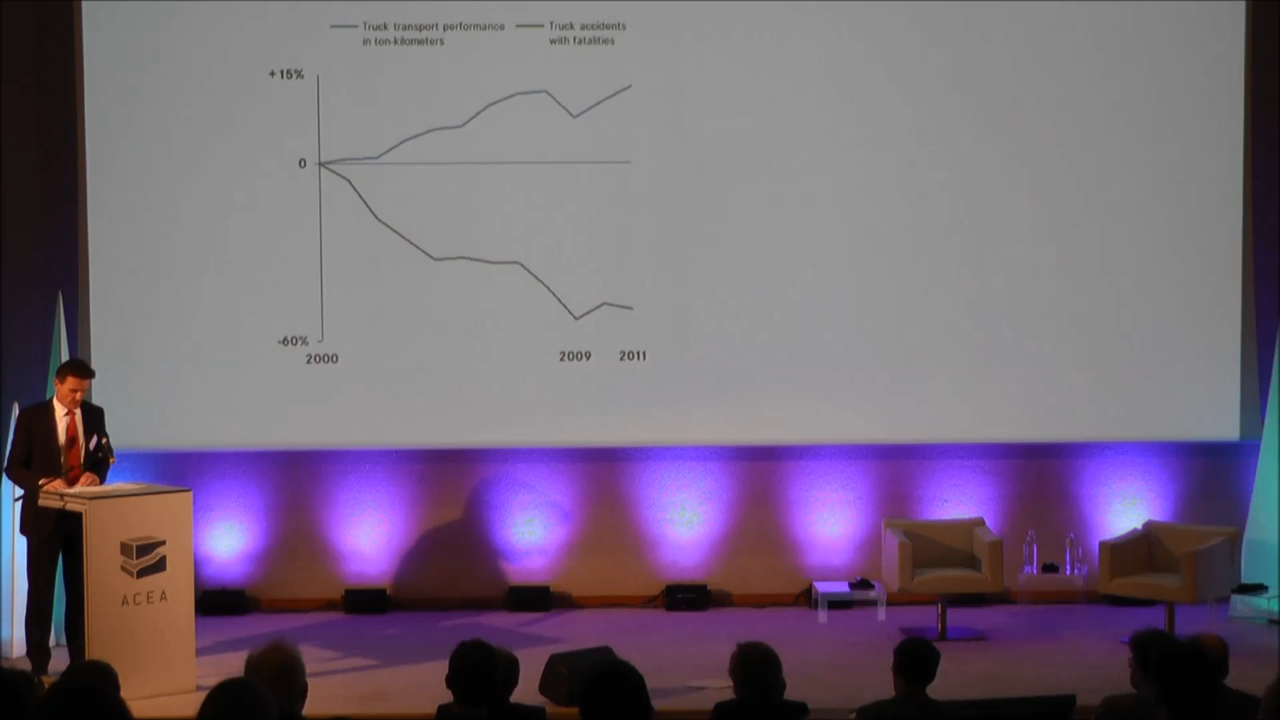 Truck transport performance
in ton-kilometers
Truck accidents
with fatalities
+15%
0
-60%
2000
2009
2011
ACEA